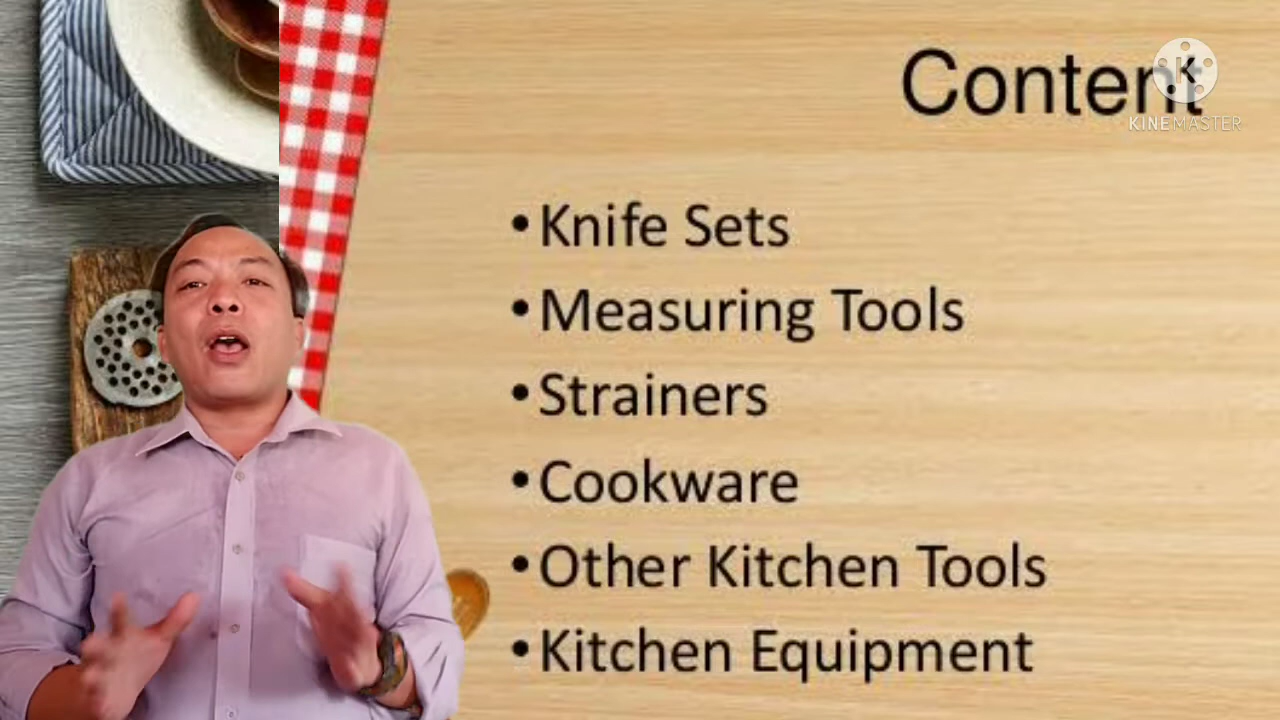 Content
KINEMASTER
• Knife Sets
• Measuring Tools
• Strainers
• Cookware
• Other Kitchen Tools
• Kitchen Equipment